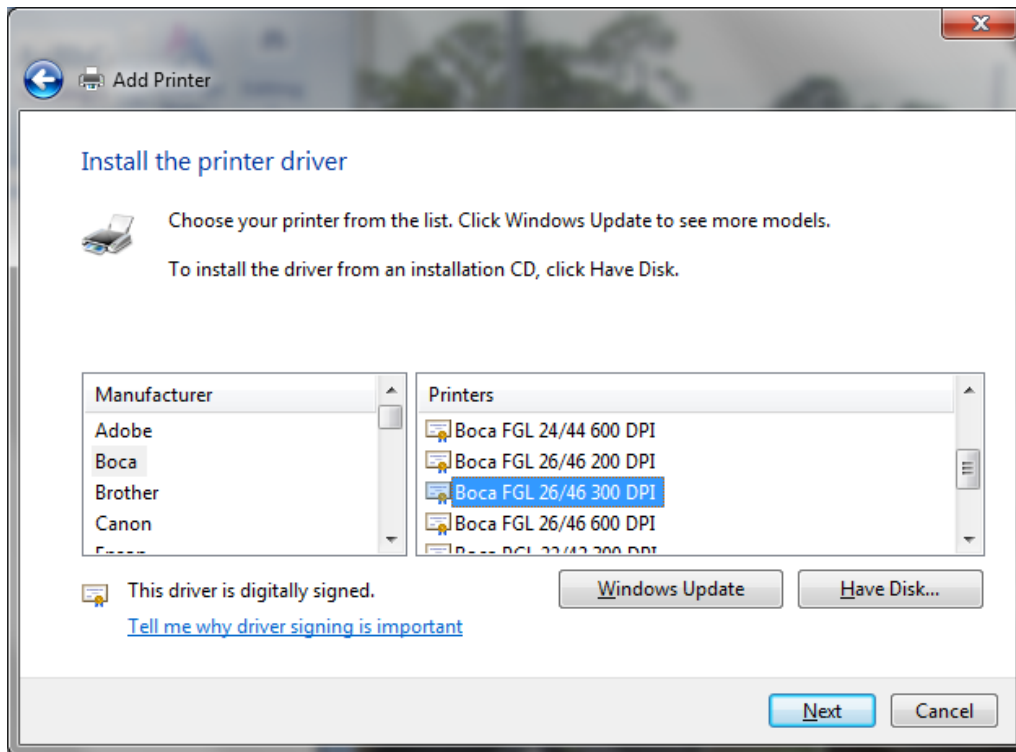 Add Printer
Install the printer driver
Choose your printer from the list. Click Windows Update to see more models.
To install the driver from an installation CD, click Have Disk.
Manufacturer
Adobe
Boca
Brother
Canon
Printers
Boca FGL 24/44 600 DPI
Boca FGL 26/46 200 DPI
Boca FGL 26/46 300 DPI
Boca FGL 26/46 600 DPI
This driver is digitally signed.
Tell me why driver signing is important
Windows Update
Have Disk...
Next
Cancel